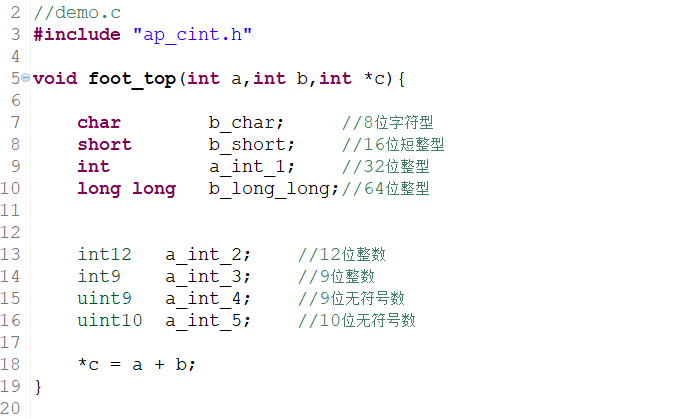 2 //demo.c
3 #include "ap_cint.h"
4
5 void foot_top(int a,int b,int *c){
6
7     char        b_char;     //8位字符型
8     short       b_short;    //16位短整型
9     int         a_int_1;    //32位整型
10     long long   b_long_long;//64位整型
11
12
13     int12   a_int_2;    //12位整数
14     int9    a_int_3;    //9位整数
15     uint9   a_int_4;    //9位无符号数
16     uint10  a_int_5;    //10位无符号数
17
18     *c = a + b;
19 }
20